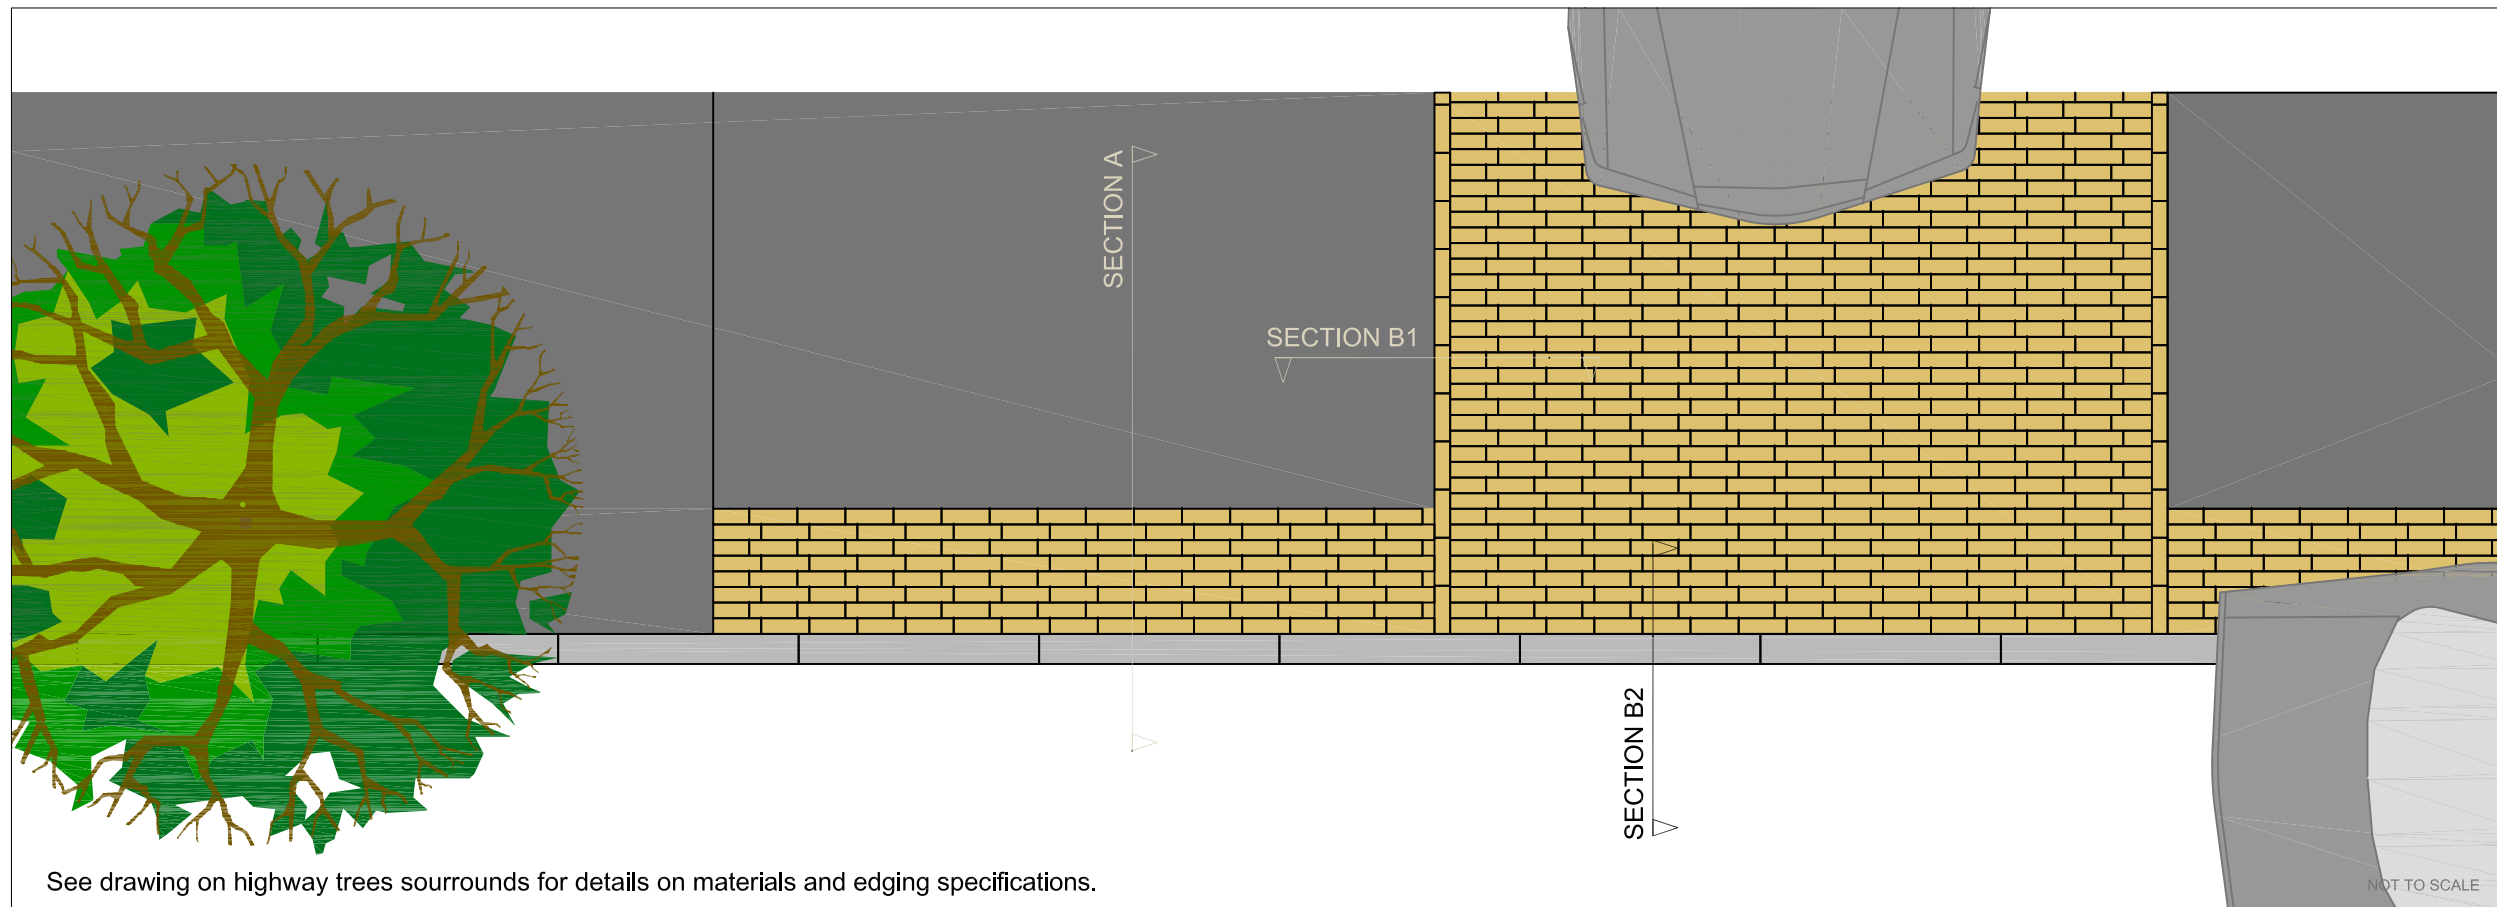 SECTION A
SECTION B1
SECTION B2
See drawing on highway trees sourrounds for details on materials and edging specifications.
NOT TO SCALE